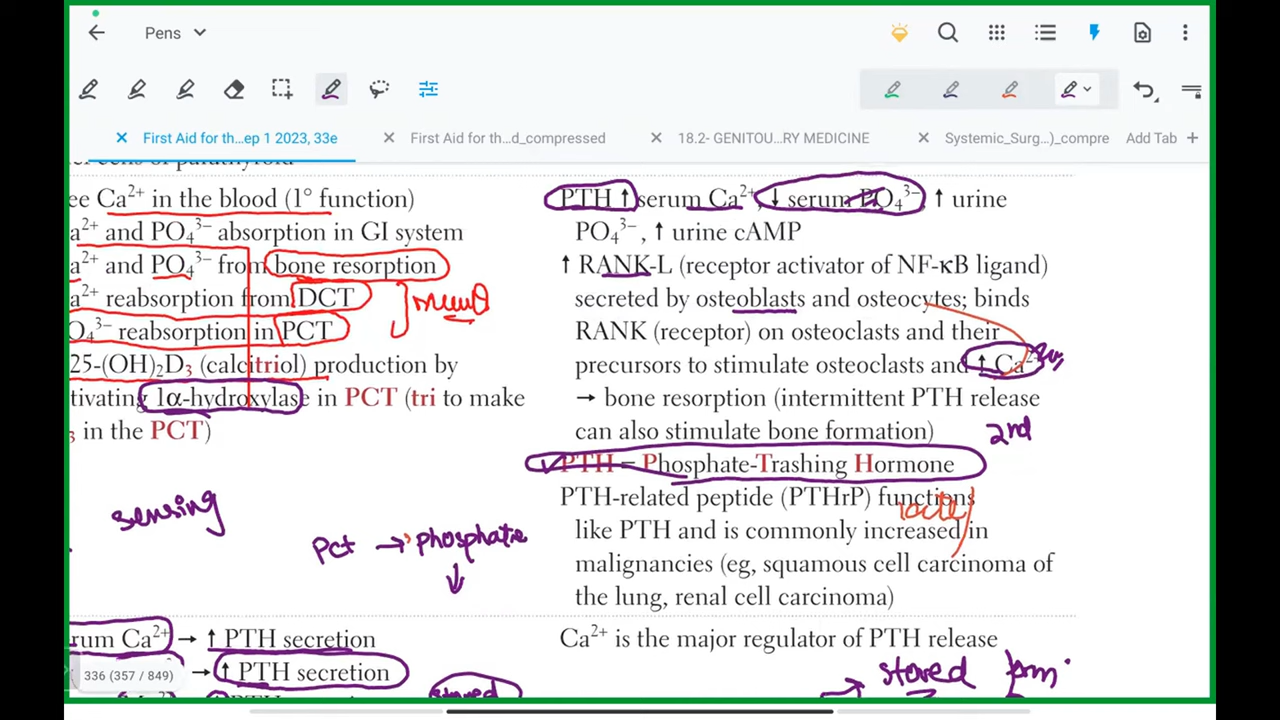 Pens
First Aid for th...ep 1 2023, 33e
First Aid for th...d_compressed
18.2- GENITOU...RY MEDICINE
Systemic_Surg...)_compre
Add Tab
ee Ca²⁺ in the blood (1° function)
a²⁺ and PO₄³⁻ absorption in GI system
a²⁺ and PO₄³⁻ from bone resorption
a²⁺ reabsorption from DCT
O₄³⁻ reabsorption in PCT
25-(OH)₂D₃ (calcitriol) production by
tivating 1α-hydroxylase in PCT (tri to make
₃ in the PCT)
sensing
Pct → phosphate
↓
rum Ca²⁺ → ↑ PTH secretion
→ ↑ PTH secretion
336 (357 / 849)
stored
PTH ↑ serum Ca²⁺, ↓ serum PO₄³⁻, ↑ urine
PO₄³⁻, ↑ urine cAMP
↑ RANK-L (receptor activator of NF-κB ligand)
secreted by osteoblasts and osteocytes; binds
RANK (receptor) on osteoclasts and their
precursors to stimulate osteoclasts and ↑ Ca²⁺
→ bone resorption (intermittent PTH release
can also stimulate bone formation)
2nd
PTH = Phosphate-Trashing Hormone
PTH-related peptide (PTHrP) functions
like PTH and is commonly increased in
malignancies (eg, squamous cell carcinoma of
the lung, renal cell carcinoma)
Ca²⁺ is the major regulator of PTH release
→ stored form